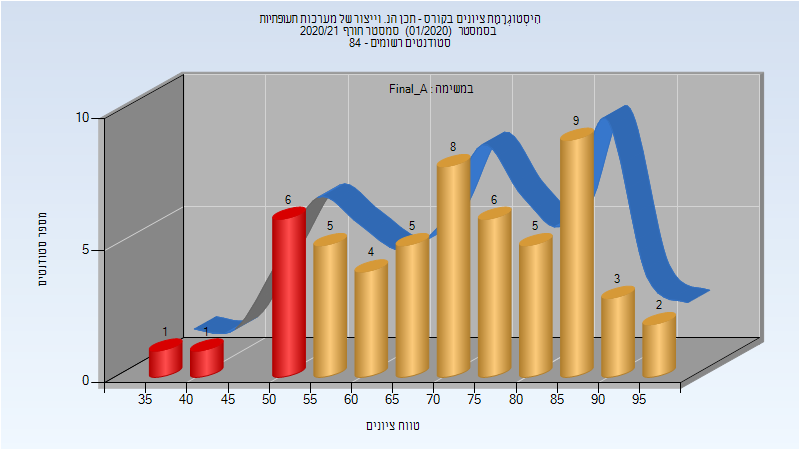 היסטוגרמת ציונים בקורס - תכן הנ. וייצור של מערכות תעופתיות
בסמסטר (01/2020) סמסטר חורף 2020/21
סטודנטים רשומים - 84
במשימה : Final_A
10
5
0
מספר סטודנטים
1
1
6
5
4
5
8
6
5
9
3
2
35 40 45 50 55 60 65 70 75 80 85 90 95
טווח ציונים